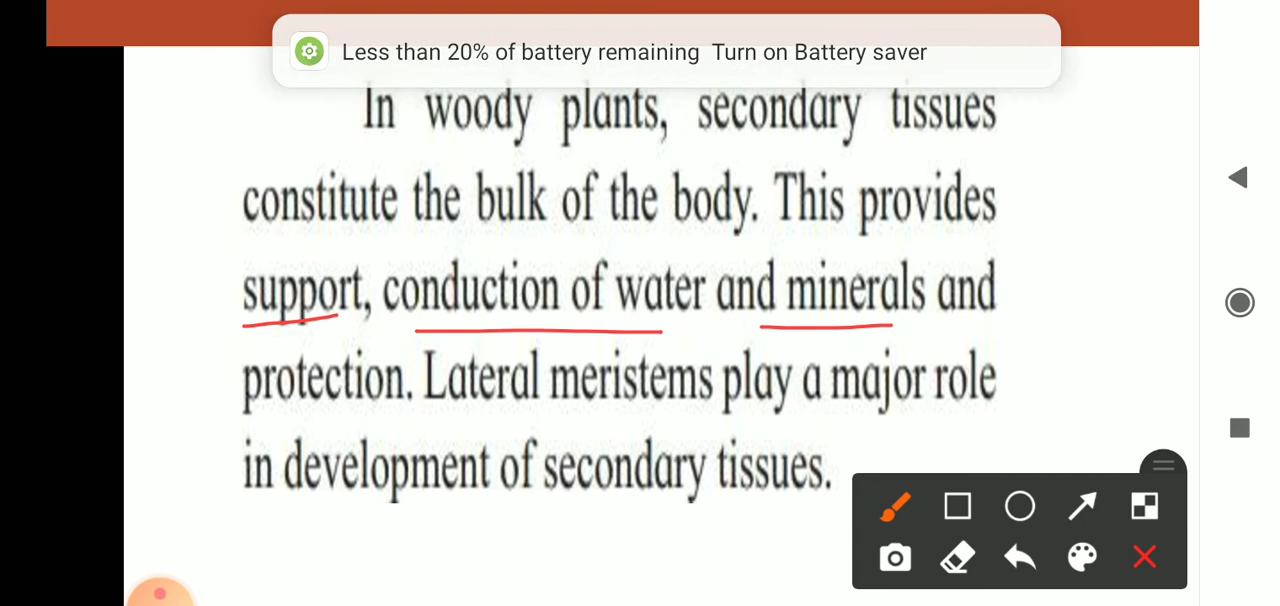 Less than 20% of battery remaining Turn on Battery saver
In woody plants, secondary tissues
constitute the bulk of the body. This provides
support, conduction of water and minerals and
protection. Lateral meristems play a major role
in development of secondary tissues.